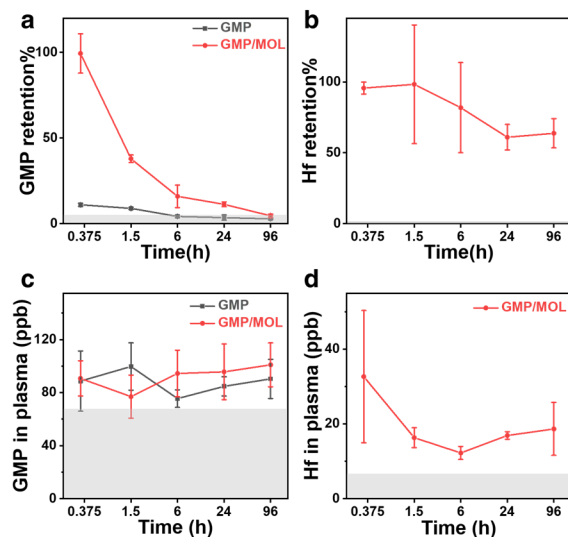 a
GMP
GMP/MOL
GMP retention%
100
50
0
0.375 1.5 6 24 96
Time(h)
b
Hf retention%
100
50
0
0.375 1.5 6 24 96
Time(h)
c
GMP
GMP/MOL
GMP in plasma (ppb)
120
80
40
0
0.375 1.5 6 24 96
Time (h)
d
GMP/MOL
Hf in plasma (ppb)
40
20
0
0.375 1.5 6 24 96
Time (h)